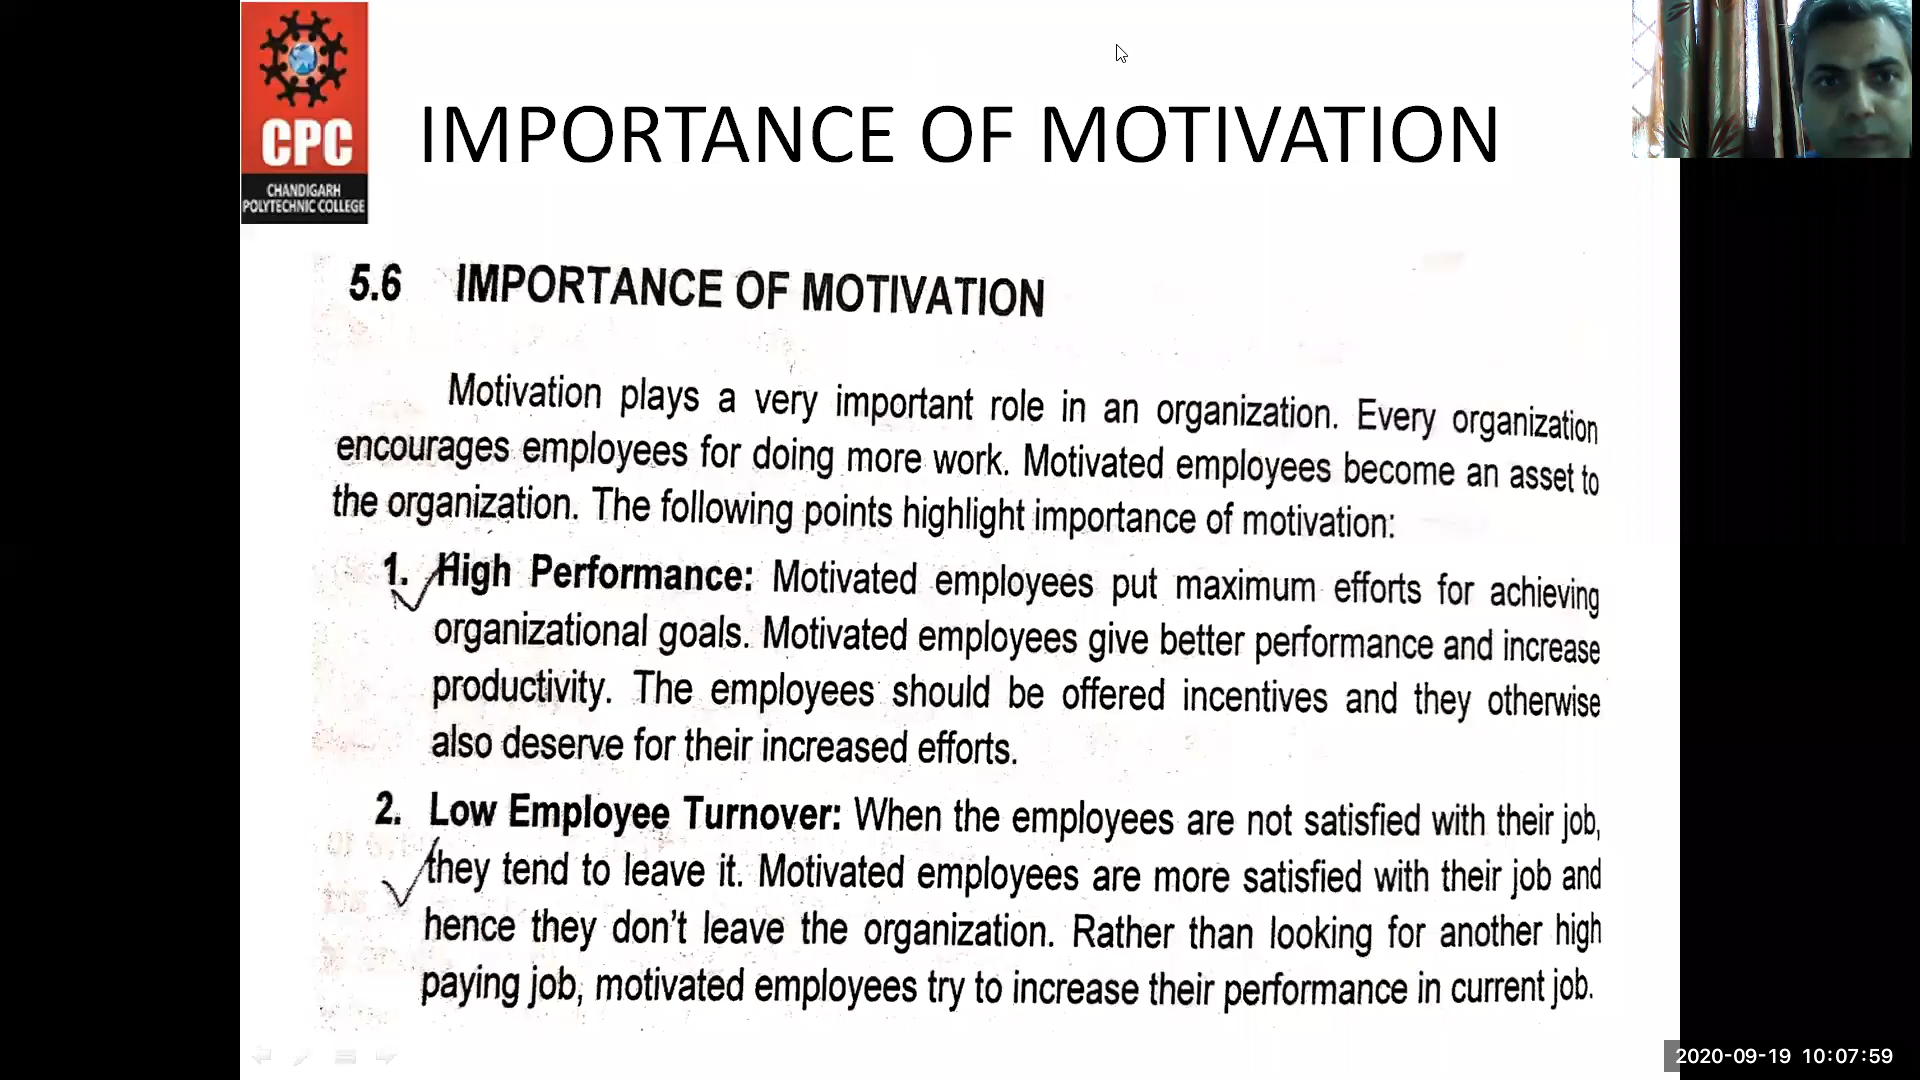 CPC
CHANDIGARH
POLYTECHNIC COLLEGE
IMPORTANCE OF MOTIVATION
5.6 IMPORTANCE OF MOTIVATION
Motivation plays a very important role in an organization. Every organization
encourages employees for doing more work. Motivated employees become an asset to
the organization. The following points highlight importance of motivation:
1. High Performance: Motivated employees put maximum efforts for achieving
organizational goals. Motivated employees give better performance and increase
productivity. The employees should be offered incentives and they otherwise
also deserve for their increased efforts.
2. Low Employee Turnover: When the employees are not satisfied with their job,
they tend to leave it. Motivated employees are more satisfied with their job and
hence they don't leave the organization. Rather than looking for another high
paying job, motivated employees try to increase their performance in current job.
2020-09-19 10:07:59